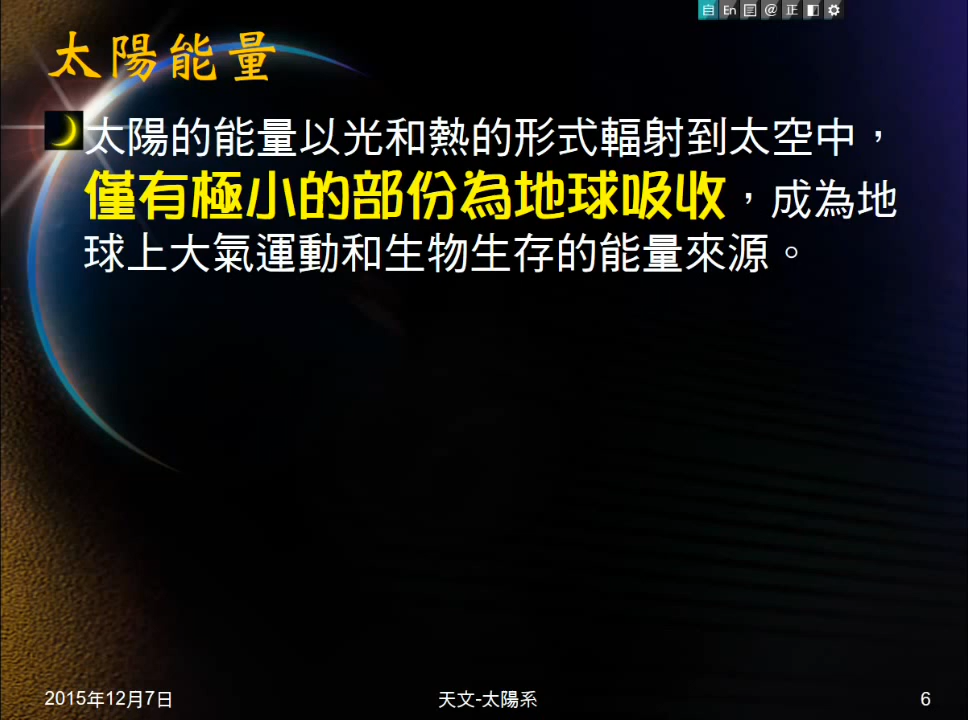 自 En @ 正
太陽能量
太陽的能量以光和熱的形式輻射到太空中，
僅有極小的部份為地球吸收，成為地
球上大氣運動和生物生存的能量來源。
2015年12月7日 天文-太陽系 6